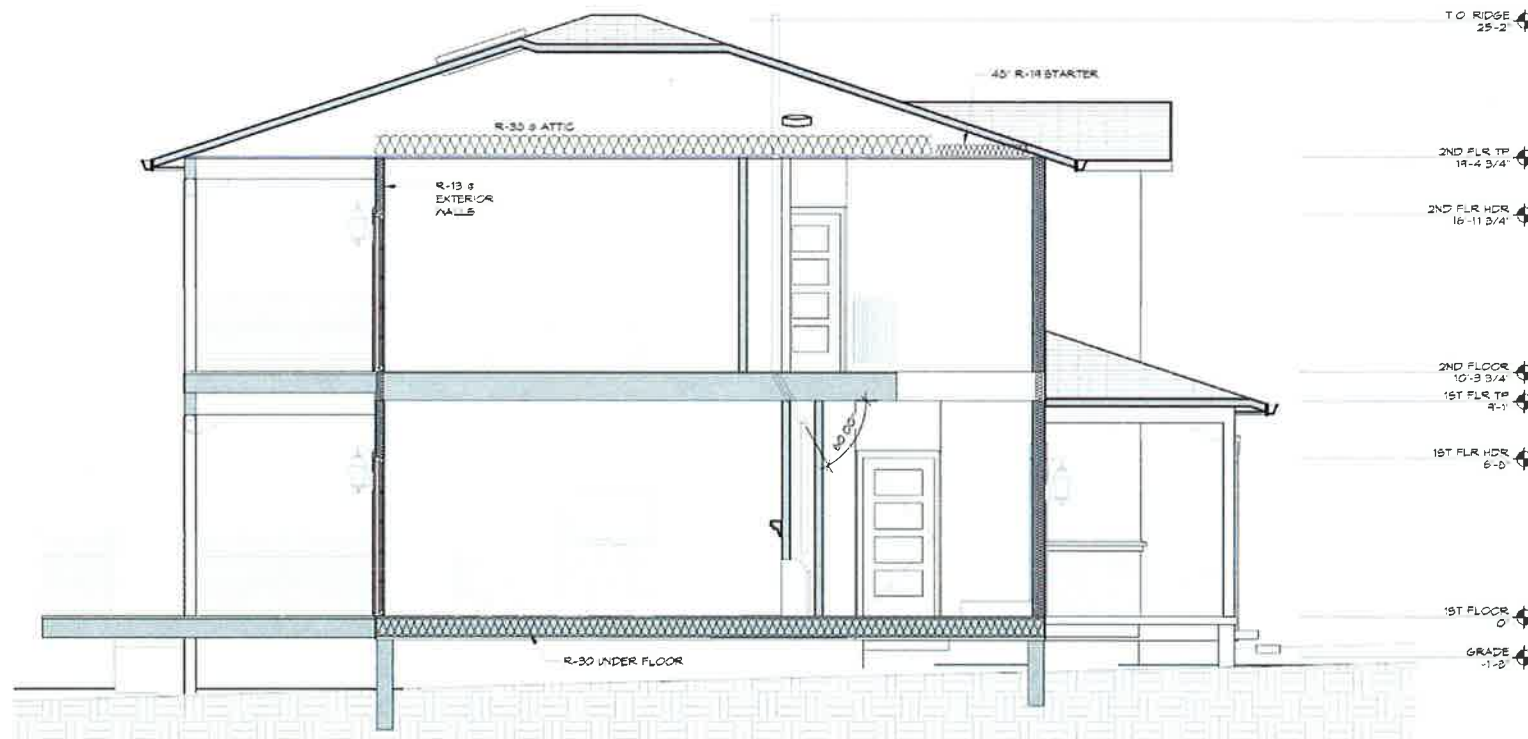 T.O. RIDGE
25'-2"
45" R-19 STARTER
R-30 @ ATTIC
2ND FLR TP
19'-4 3/4"
R-13 @
EXTERIOR
WALLS
2ND FLR HDR
16'-11 3/4"
2ND FLOOR
10'-3 3/4"
1ST FLR TP
9'-1"
60.00°
1ST FLR HDR
6'-8"
1ST FLOOR
0"
R-30 UNDER FLOOR
GRADE
-1'-8"